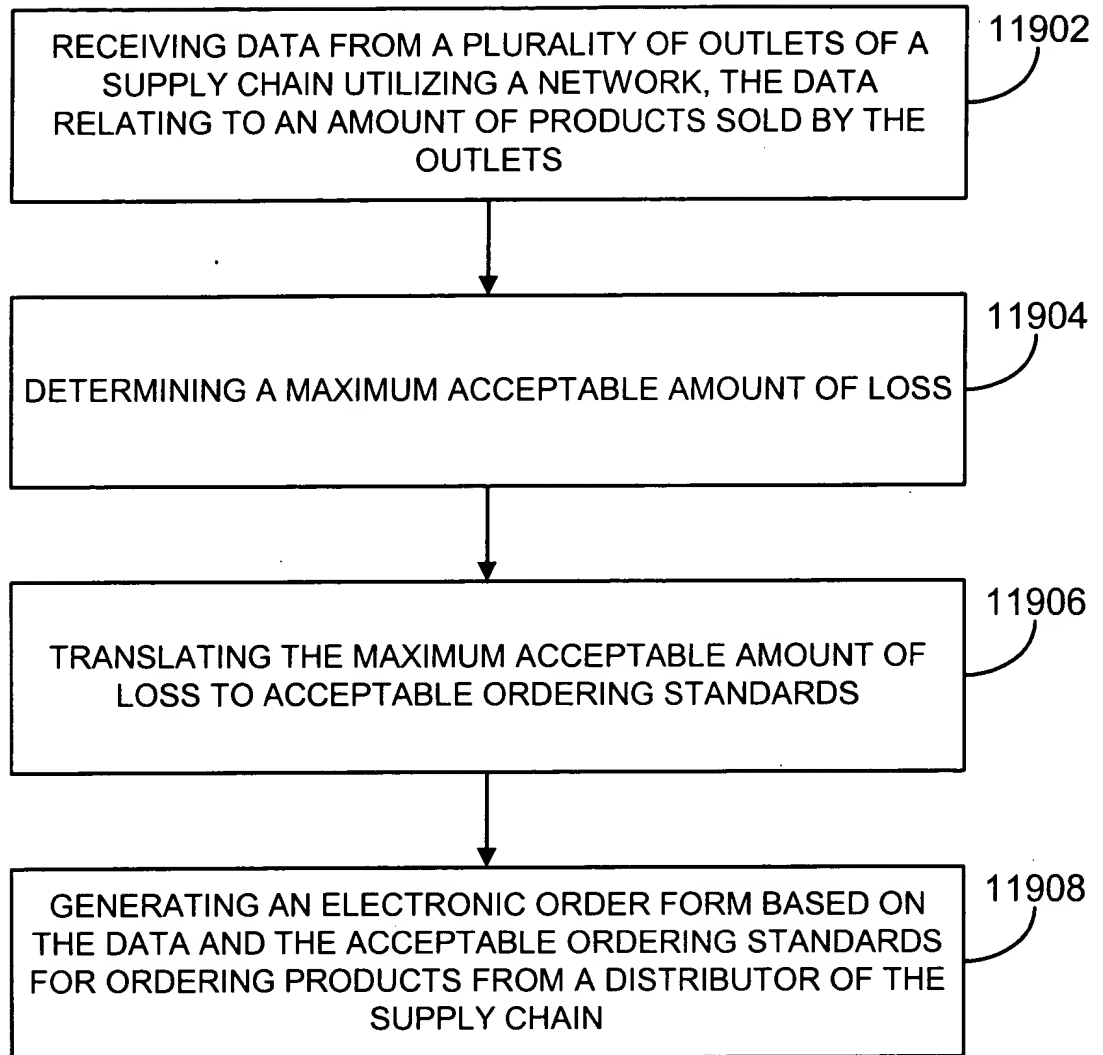 RECEIVING DATA FROM A PLURALITY OF OUTLETS OF A
SUPPLY CHAIN UTILIZING A NETWORK, THE DATA
RELATING TO AN AMOUNT OF PRODUCTS SOLD BY THE
OUTLETS
11902
DETERMINING A MAXIMUM ACCEPTABLE AMOUNT OF LOSS
11904
TRANSLATING THE MAXIMUM ACCEPTABLE AMOUNT OF
LOSS TO ACCEPTABLE ORDERING STANDARDS
11906
GENERATING AN ELECTRONIC ORDER FORM BASED ON
THE DATA AND THE ACCEPTABLE ORDERING STANDARDS
FOR ORDERING PRODUCTS FROM A DISTRIBUTOR OF THE
SUPPLY CHAIN
11908